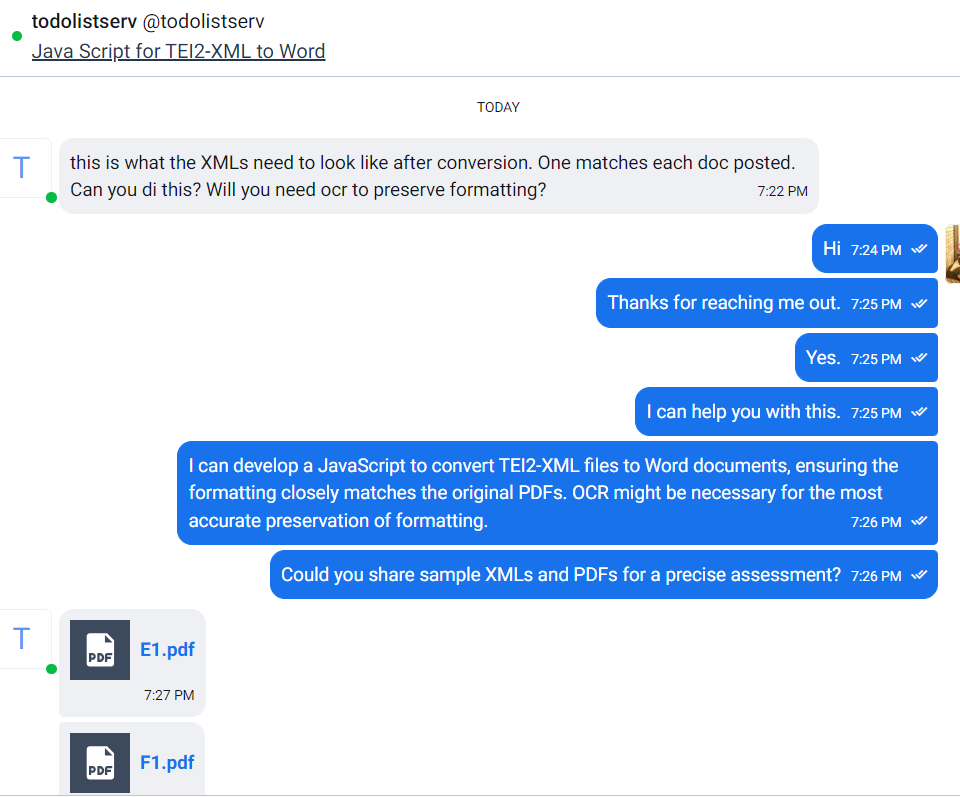 todolistserv @todolistserv
Java Script for TEI2-XML to Word
TODAY
T
this is what the XMLs need to look like after conversion. One matches each doc posted.
Can you di this? Will you need ocr to preserve formatting?
7:22 PM
Hi 7:24 PM
Thanks for reaching me out. 7:25 PM
Yes. 7:25 PM
I can help you with this. 7:25 PM
I can develop a JavaScript to convert TEI2-XML files to Word documents, ensuring the
formatting closely matches the original PDFs. OCR might be necessary for the most
accurate preservation of formatting. 7:26 PM
Could you share sample XMLs and PDFs for a precise assessment? 7:26 PM
T
PDF E1.pdf
7:27 PM
PDF F1.pdf